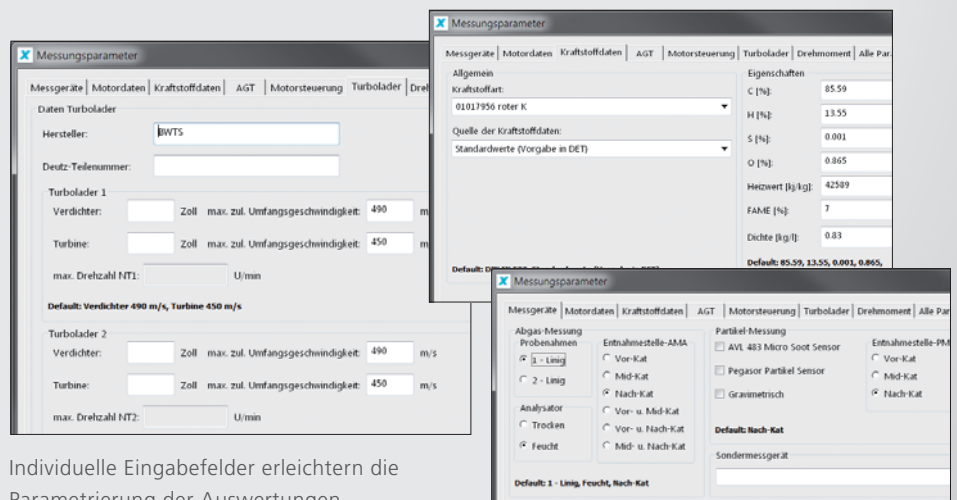 Messungsparameter
Messgeräte Motordaten Kraftstoffdaten AGT Motorsteuerung Turbolader
Daten Turbolader
Hersteller: BWTS
Deutz-Teilenummer:
Turbolader 1
Verdichter: Zoll max. zul. Umfangsgeschwindigkeit: 490
Turbine: Zoll max. zul. Umfangsgeschwindigkeit: 450
max. Drehzahl NT1: U/min
Default: Verdichter 490 m/s, Turbine 450 m/s
Turbolader 2
Verdichter: Zoll max. zul. Umfangsgeschwindigkeit: 490 m/s
Turbine: Zoll max. zul. Umfangsgeschwindigkeit: 450 m/s
max. Drehzahl NT2: U/min
Messungsparameter
Messgeräte Motordaten Kraftstoffdaten AGT Motorsteuerung Turbolader Drehmoment Alle Par
Allgemein
Kraftstoffart:
01017956 roter K
Quelle der Kraftstoffdaten:
Standardwerte (Vorgabe in DET)
Eigenschaften
C [%]: 85.59
H [%]: 13.55
S [%]: 0.001
O [%]: 0.865
Heizwert [kj/kg]: 42589
FAME [%]: 7
Dichte [kg/l]: 0.83
Default: 85.59, 13.55, 0.001, 0.865,
Messungsparameter
Messgeräte Motordaten Kraftstoffdaten AGT Motorsteuerung Turbolader Drehmoment Alle Par
Abgas-Messung
Probenahmen
1 - Linig
2 - Linig
Analysator
Trocken
Feucht
Entnahmestelle-AMA
Vor-Kat
Mid-Kat
Nach-Kat
Vor- u. Mid-Kat
Vor- u. Nach-Kat
Mid- u. Nach-Kat
Default: 1 - Linig, Feucht, Nach-Kat
Partikel-Messung
AVL 483 Micro Soot Sensor
Pegasor Partikel Sensor
Gravimetrisch
Entnahmestelle-PM
Vor-Kat
Mid-Kat
Nach-Kat
Default: Nach-Kat
Sondermessgerät
Individuelle Eingabefelder erleichtern die
Parametrierung der Auswertungen